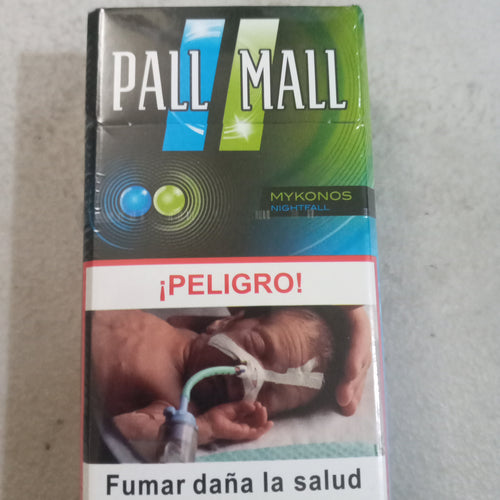 PALL MALL
MYKONOS
NIGHTFALL
¡PELIGRO!
Fumar daña la salud